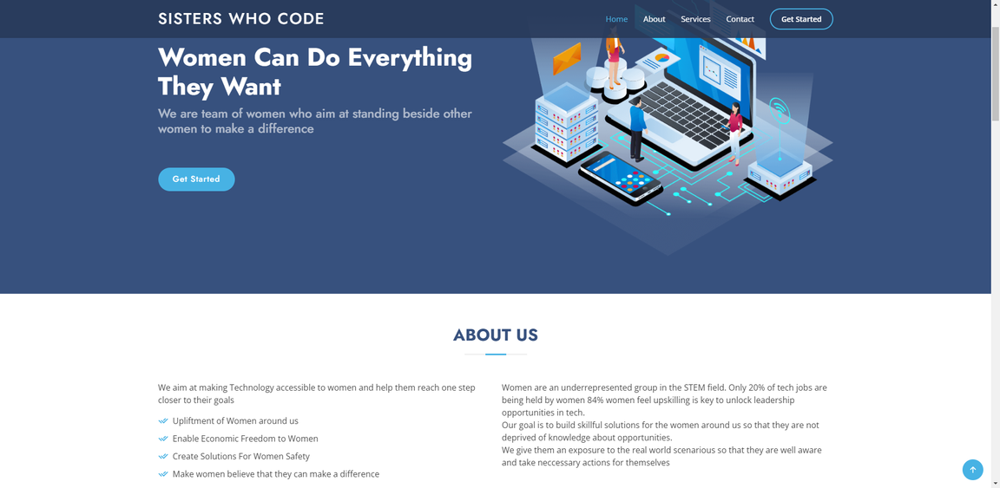 SISTERS WHO CODE
Home About Services Contact Get Started
Women Can Do Everything
They Want
We are team of women who aim at standing beside other
women to make a difference
Get Started
ABOUT US
We aim at making Technology accessible to women and help them reach one step
closer to their goals
Upliftment of Women around us
Enable Economic Freedom to Women
Create Solutions For Women Safety
Make women believe that they can make a difference
Women are an underrepresented group in the STEM field. Only 20% of tech jobs are
being held by women 84% women feel upskilling is key to unlock leadership
opportunities in tech.
Our goal is to build skillful solutions for the women around us so that they are not
deprived of knowledge about opportunities.
We give them an exposure to the real world scenarious so that they are well aware
and take neccessary actions for themselves